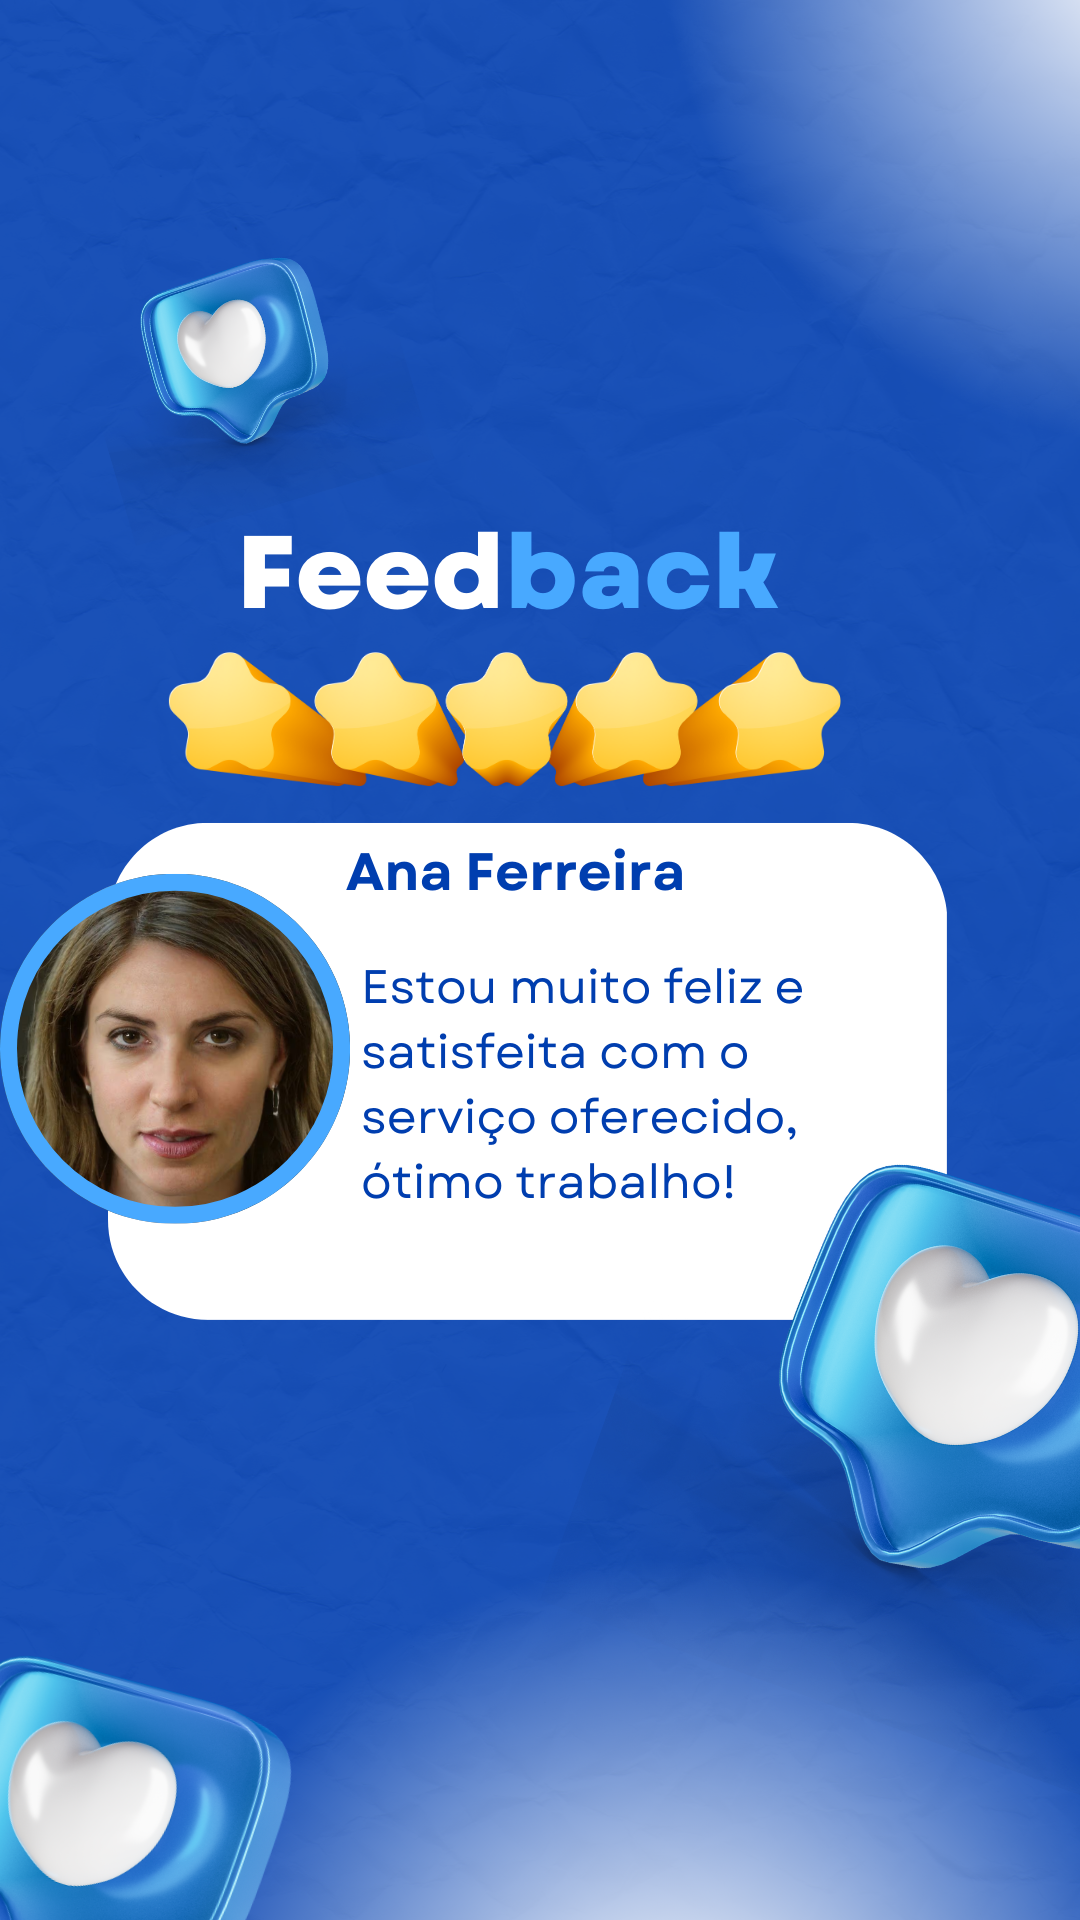 Feedback
Ana Ferreira
Estou muito feliz e
satisfeita com o
serviço oferecido,
ótimo trabalho!